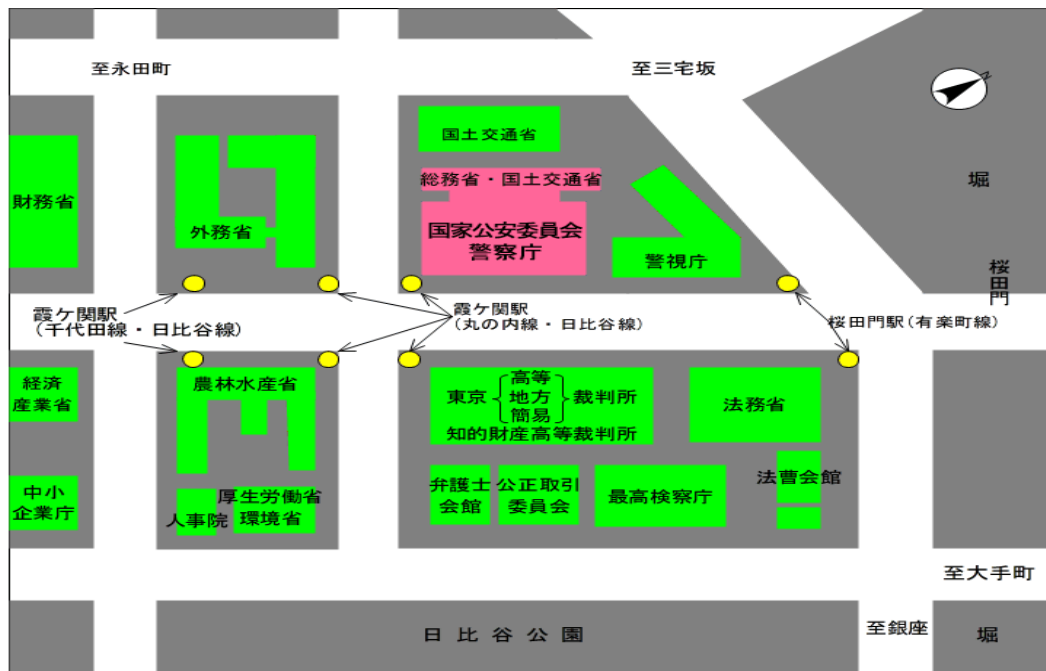 至永田町
至三宅坂
N
国土交通省
堀
総務省・国土交通省
財務省
外務省
国家公安委員会
警察庁
警視庁
桜田門
霞ケ関駅
(千代田線・日比谷線)
霞ケ関駅
(丸の内線・日比谷線)
桜田門駅(有楽町線)
経済
産業省
農林水産省
東京
高等
地方
簡易
裁判所
知的財産高等裁判所
法務省
中小
企業庁
人事院
厚生労働省
環境省
弁護士
会館
公正取引
委員会
最高検察庁
法曹会館
至大手町
日比谷公園
至銀座
堀